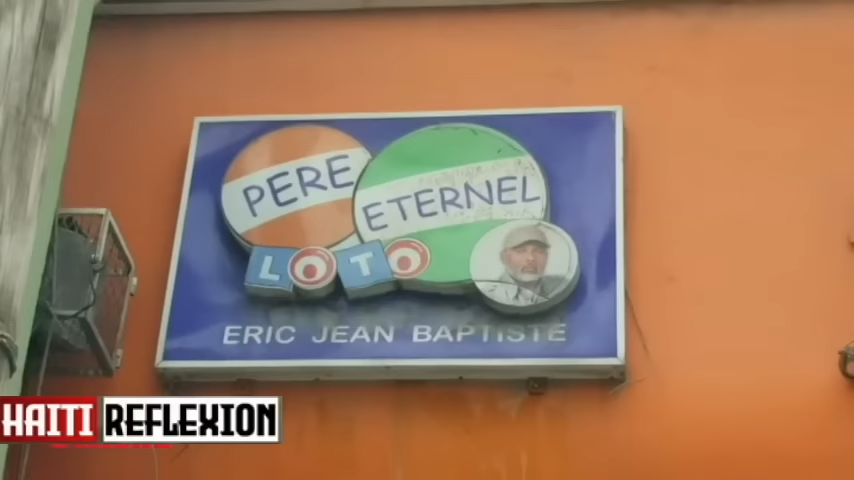 PERE
ETERNEL
LOTO
ERIC JEAN BAPTISTE
HAITI REFLEXION